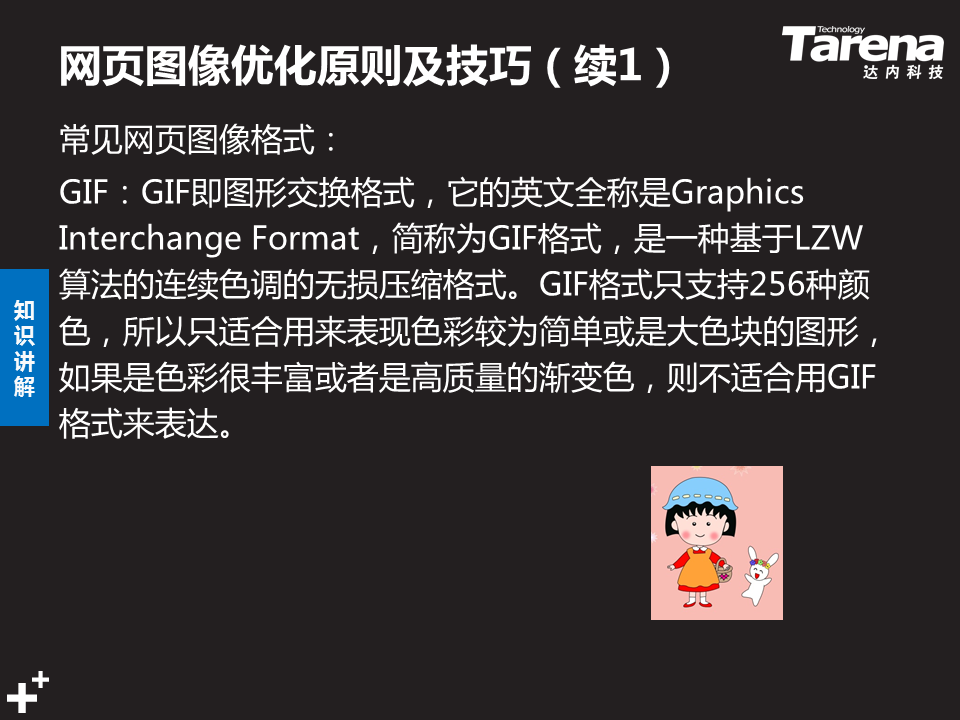 网页图像优化原则及技巧（续1）
Technology
Tarena
达内科技
常见网页图像格式：
GIF：GIF即图形交换格式，它的英文全称是Graphics
Interchange Format，简称为GIF格式，是一种基于LZW
算法的连续色调的无损压缩格式。GIF格式只支持256种颜
色，所以只适合用来表现色彩较为简单或是大色块的图形，
如果是色彩很丰富或者是高质量的渐变色，则不适合用GIF
格式来表达。
知
识
讲
解